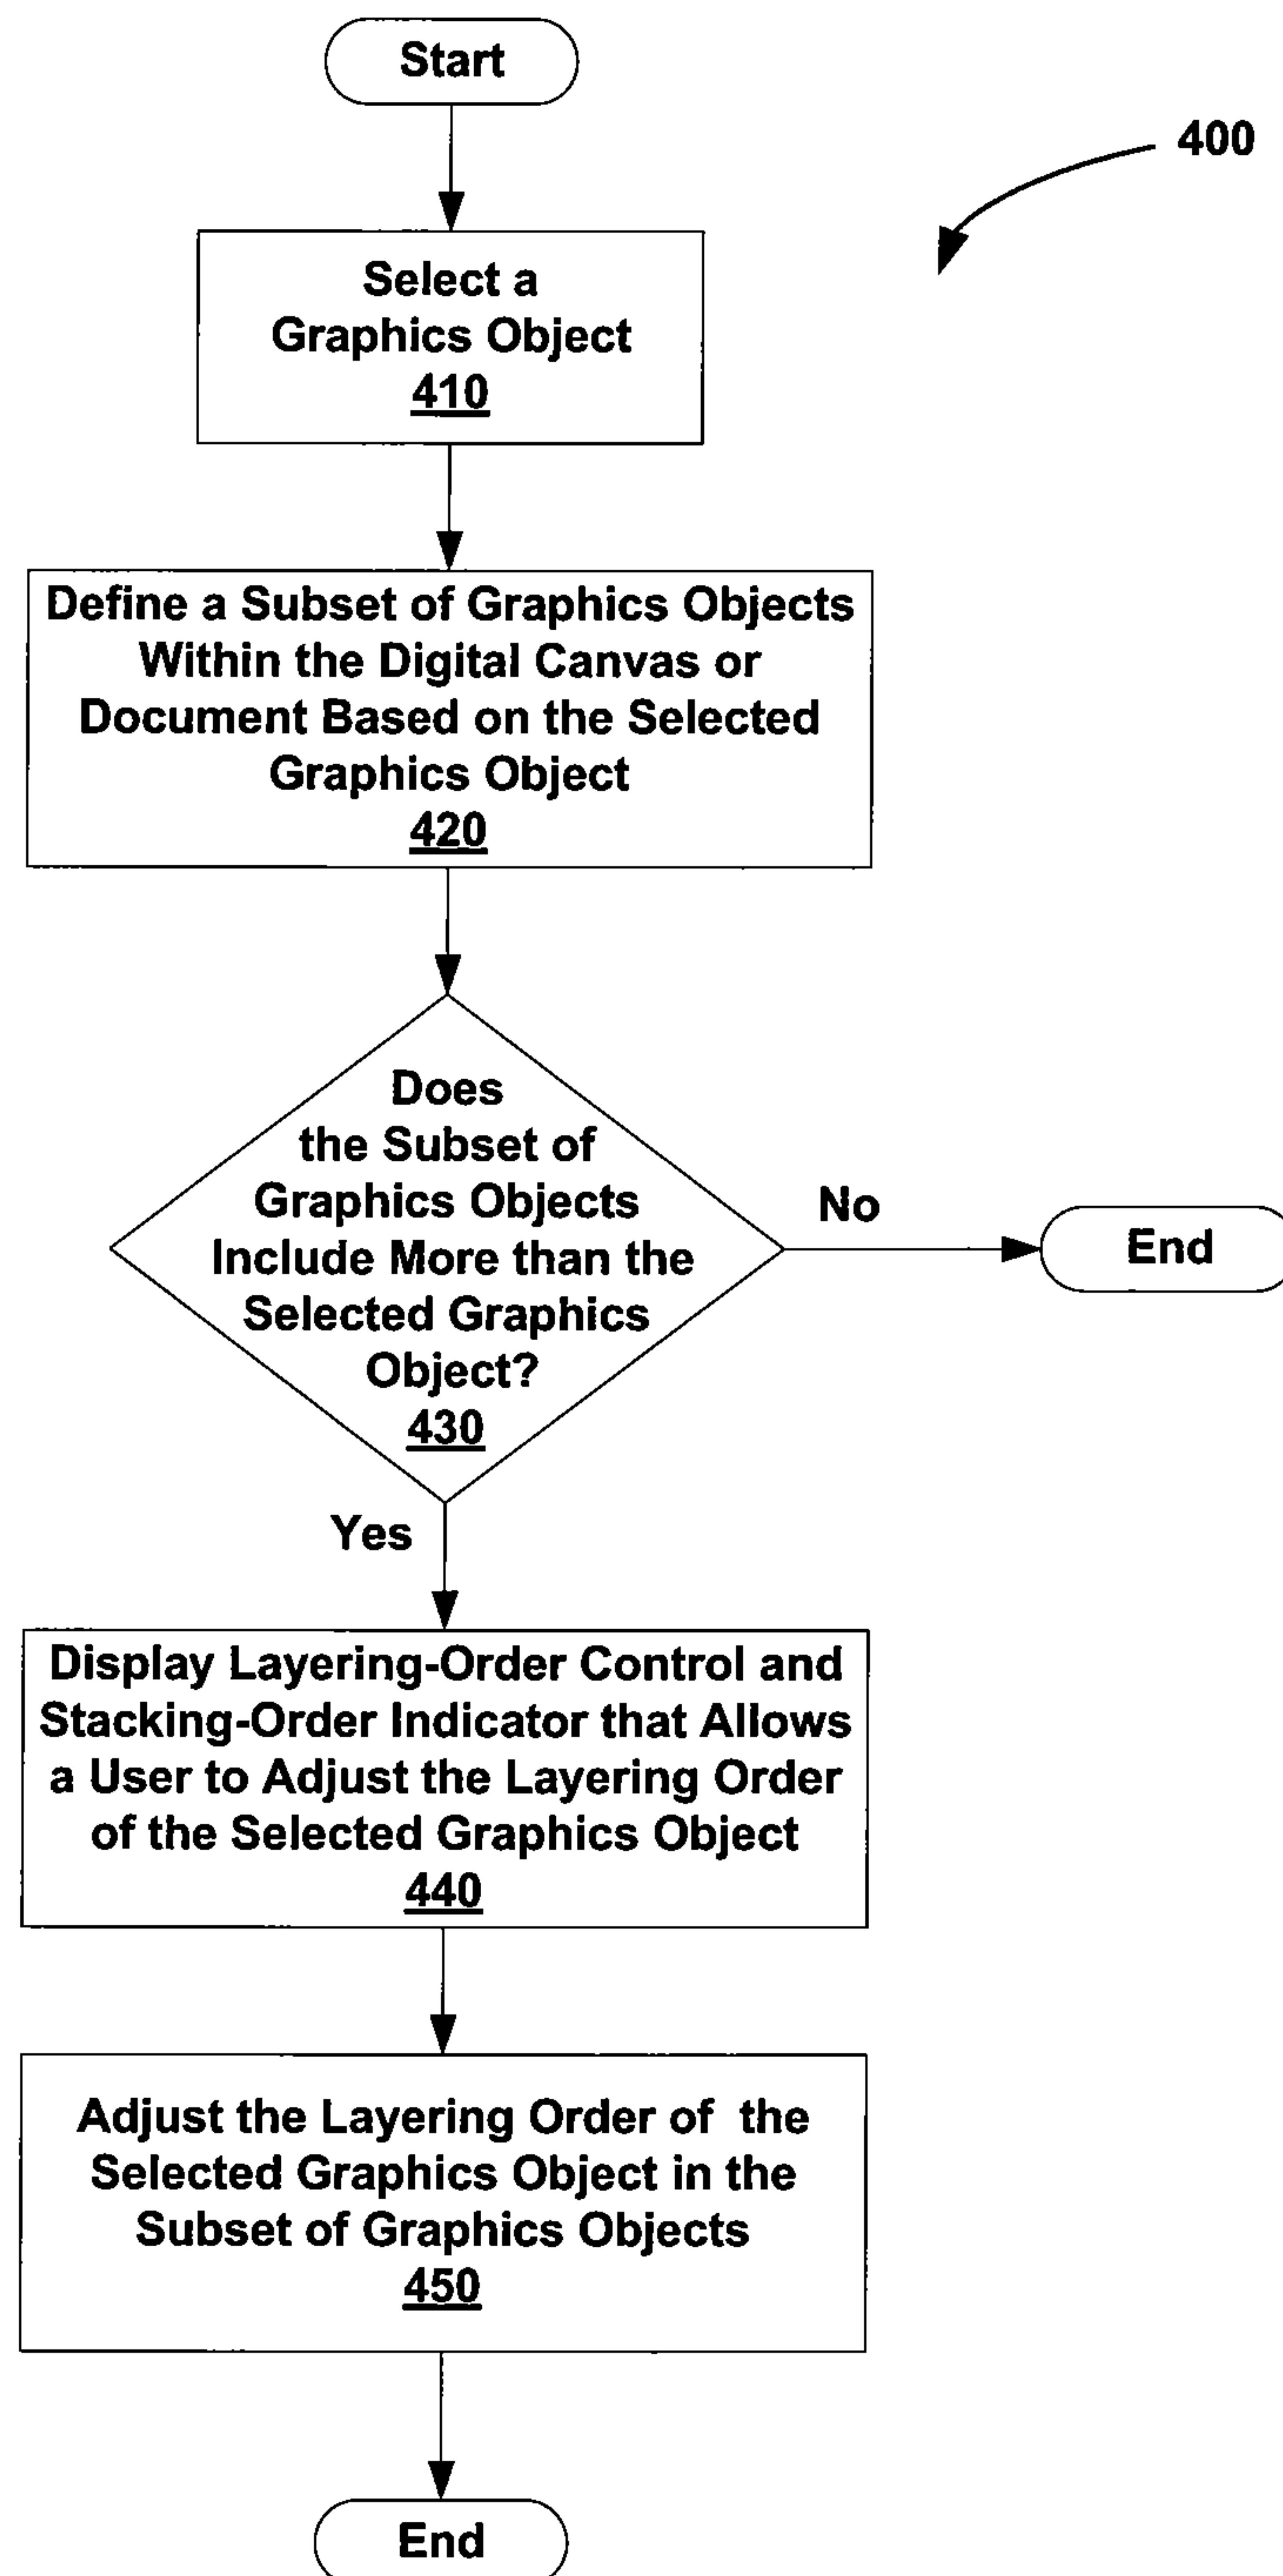 Start
400
Select a
Graphics Object
410
Define a Subset of Graphics Objects
Within the Digital Canvas or
Document Based on the Selected
Graphics Object
420
Does
the Subset of
Graphics Objects
Include More than the
Selected Graphics
Object?
430
No
End
Yes
Display Layering-Order Control and
Stacking-Order Indicator that Allows
a User to Adjust the Layering Order
of the Selected Graphics Object
440
Adjust the Layering Order of the
Selected Graphics Object in the
Subset of Graphics Objects
450
End